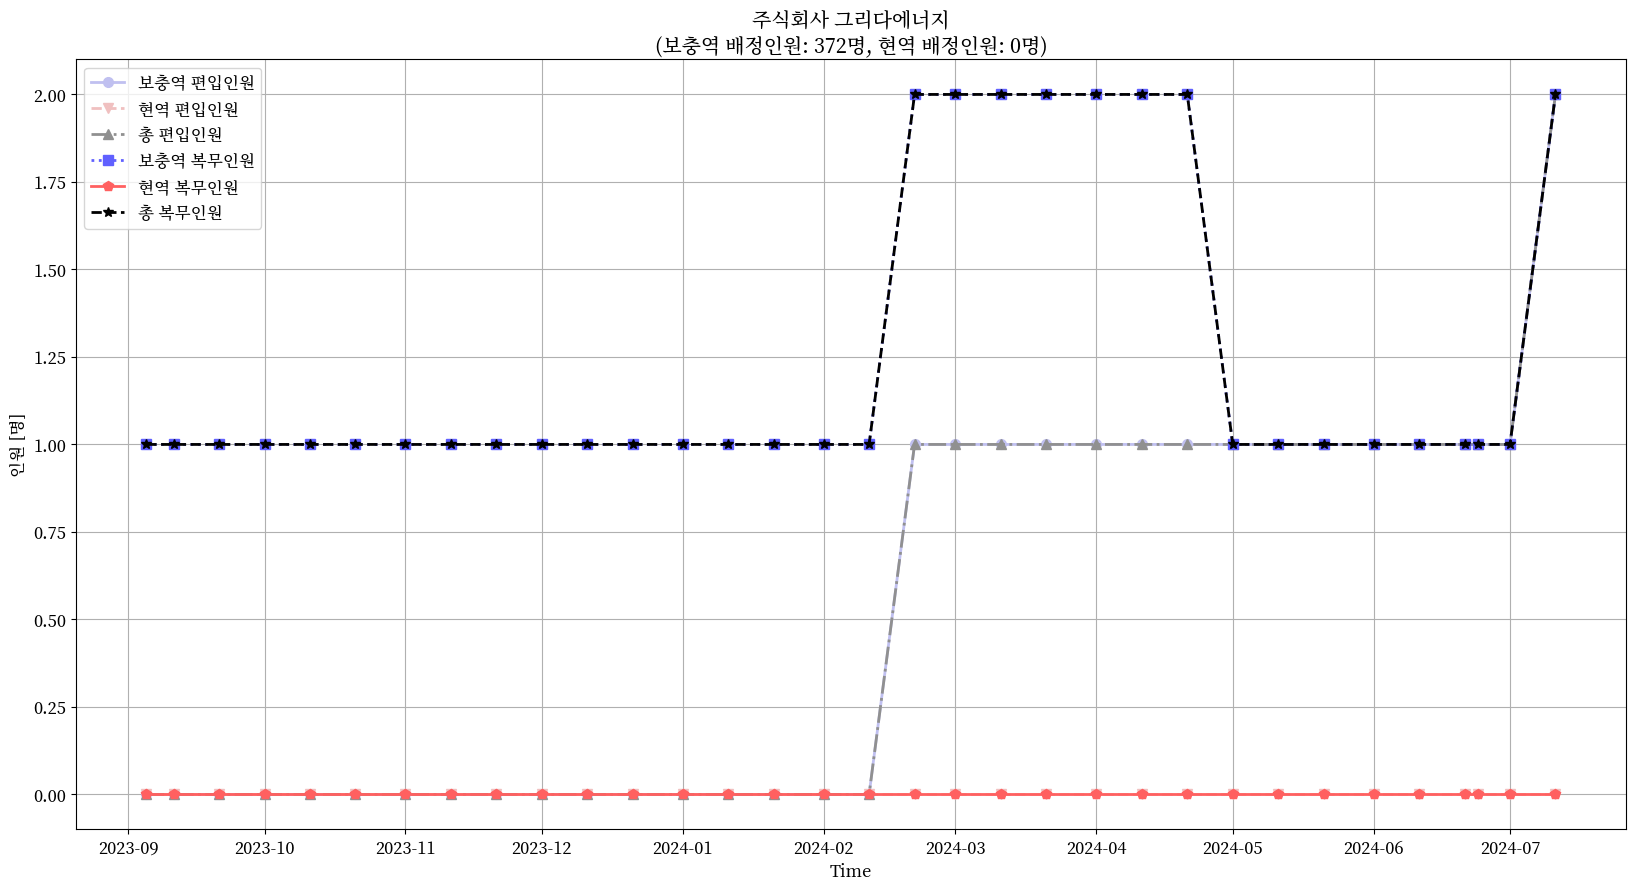 주식회사 그리다에너지
(보충역 배정인원: 372명, 현역 배정인원: 0명)
보충역 편입인원
현역 편입인원
총 편입인원
보충역 복무인원
현역 복무인원
총 복무인원
인원 [명]
2.00
1.75
1.50
1.25
1.00
0.75
0.50
0.25
0.00
2023-09 2023-10 2023-11 2023-12 2024-01 2024-02 2024-03 2024-04 2024-05 2024-06 2024-07
Time